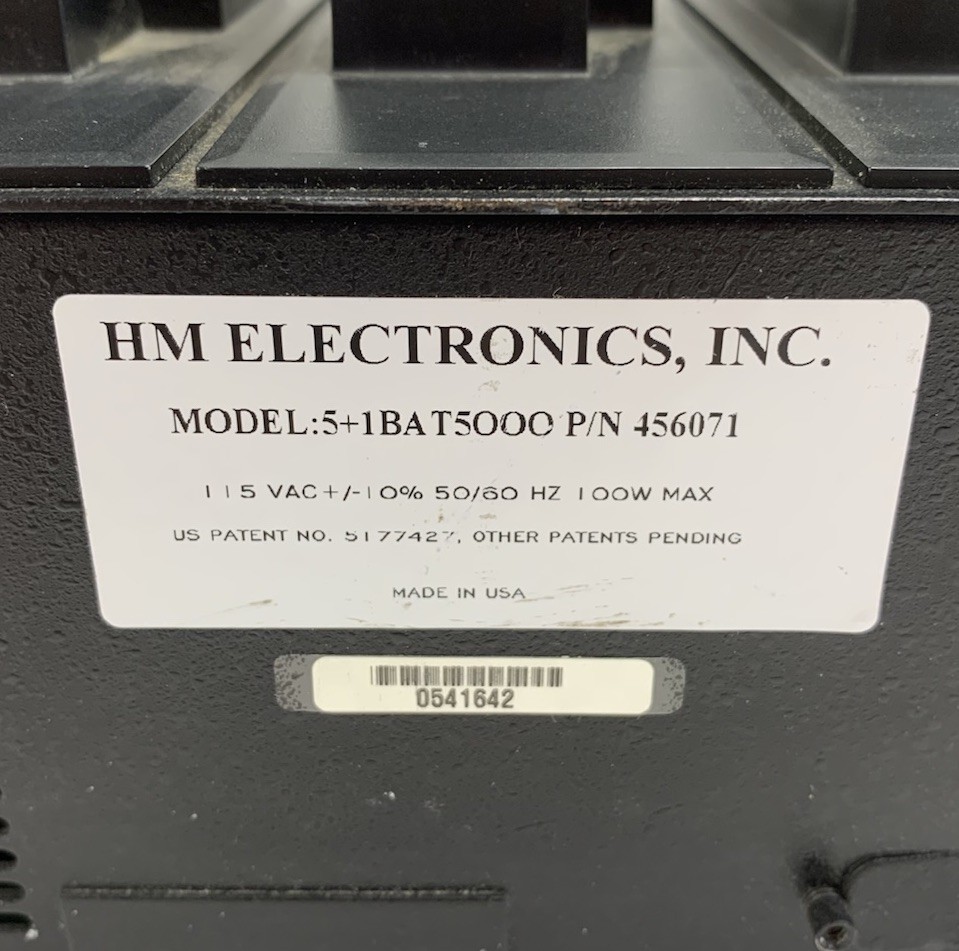 HM ELECTRONICS, INC.
MODEL:5+1BAT5000 P/N 456071
115 VAC+/-10% 50/60 HZ 100W MAX
US PATENT NO. 5177427, OTHER PATENTS PENDING
MADE IN USA
0541642